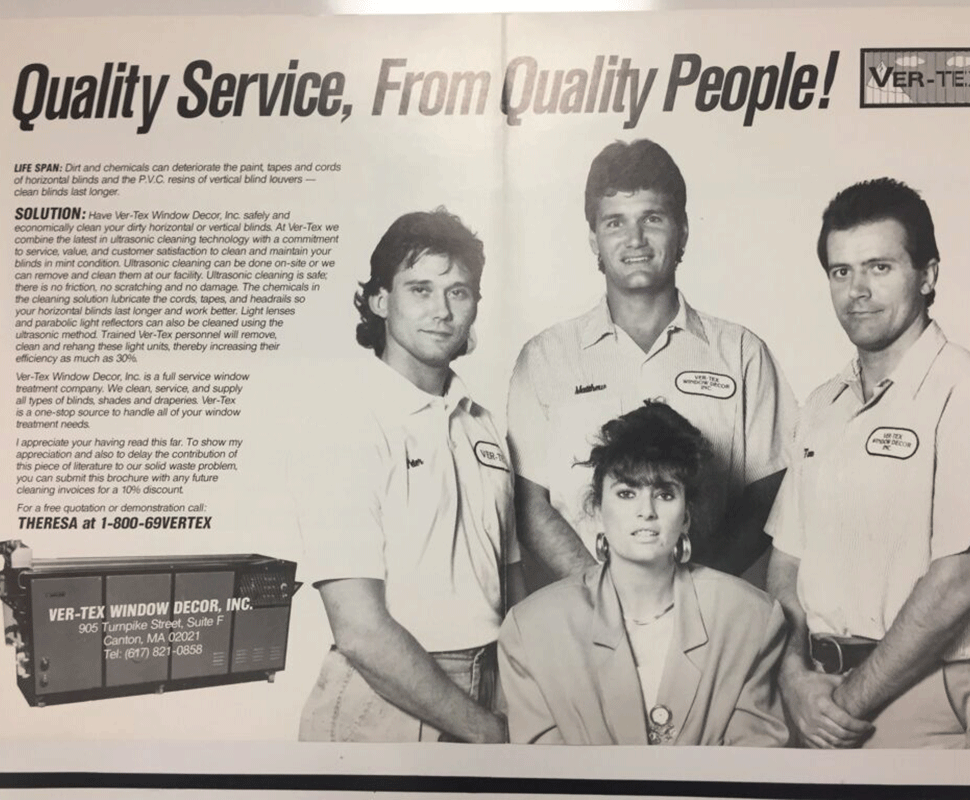 Quality Service, From Quality People!
VER-TEX
LIFE SPAN: Dirt and chemicals can deteriorate the paint, tapes and cords
of horizontal blinds and the P.V.C. resins of vertical blind louvers —
clean blinds last longer.
SOLUTION: Have Ver-Tex Window Decor, Inc. safely and
economically clean your dirty horizontal or vertical blinds. At Ver-Tex we
combine the latest in ultrasonic cleaning technology with a commitment
to service, value, and customer satisfaction to clean and maintain your
blinds in mint condition. Ultrasonic cleaning can be done on-site or we
can remove and clean them at our facility. Ultrasonic cleaning is safe;
there is no friction, no scratching and no damage. The chemicals in
the cleaning solution lubricate the cords, tapes, and headrails so
your horizontal blinds last longer and work better. Light lenses
and parabolic light reflectors can also be cleaned using the
ultrasonic method. Trained Ver-Tex personnel will remove,
clean and rehang these light units, thereby increasing their
efficiency as much as 30%.
Ver-Tex Window Decor, Inc. is a full service window
treatment company. We clean, service, and supply
all types of blinds, shades and draperies. Ver-Tex
is a one-stop source to handle all of your window
treatment needs.
I appreciate your having read this far. To show my
appreciation and also to delay the contribution of
this piece of literature to our solid waste problem,
you can submit this brochure with any future
cleaning invoices for a 10% discount.
For a free quotation or demonstration call:
THERESA at 1-800-69VERTEX
VER-TEX WINDOW DECOR, INC.
905 Turnpike Street, Suite F
Canton, MA 02021
Tel: (617) 821-0858
Matthew
VER-TEX
WINDOW DECOR
INC.
VER-T
VER-TEX
WINDOW DECOR
INC.